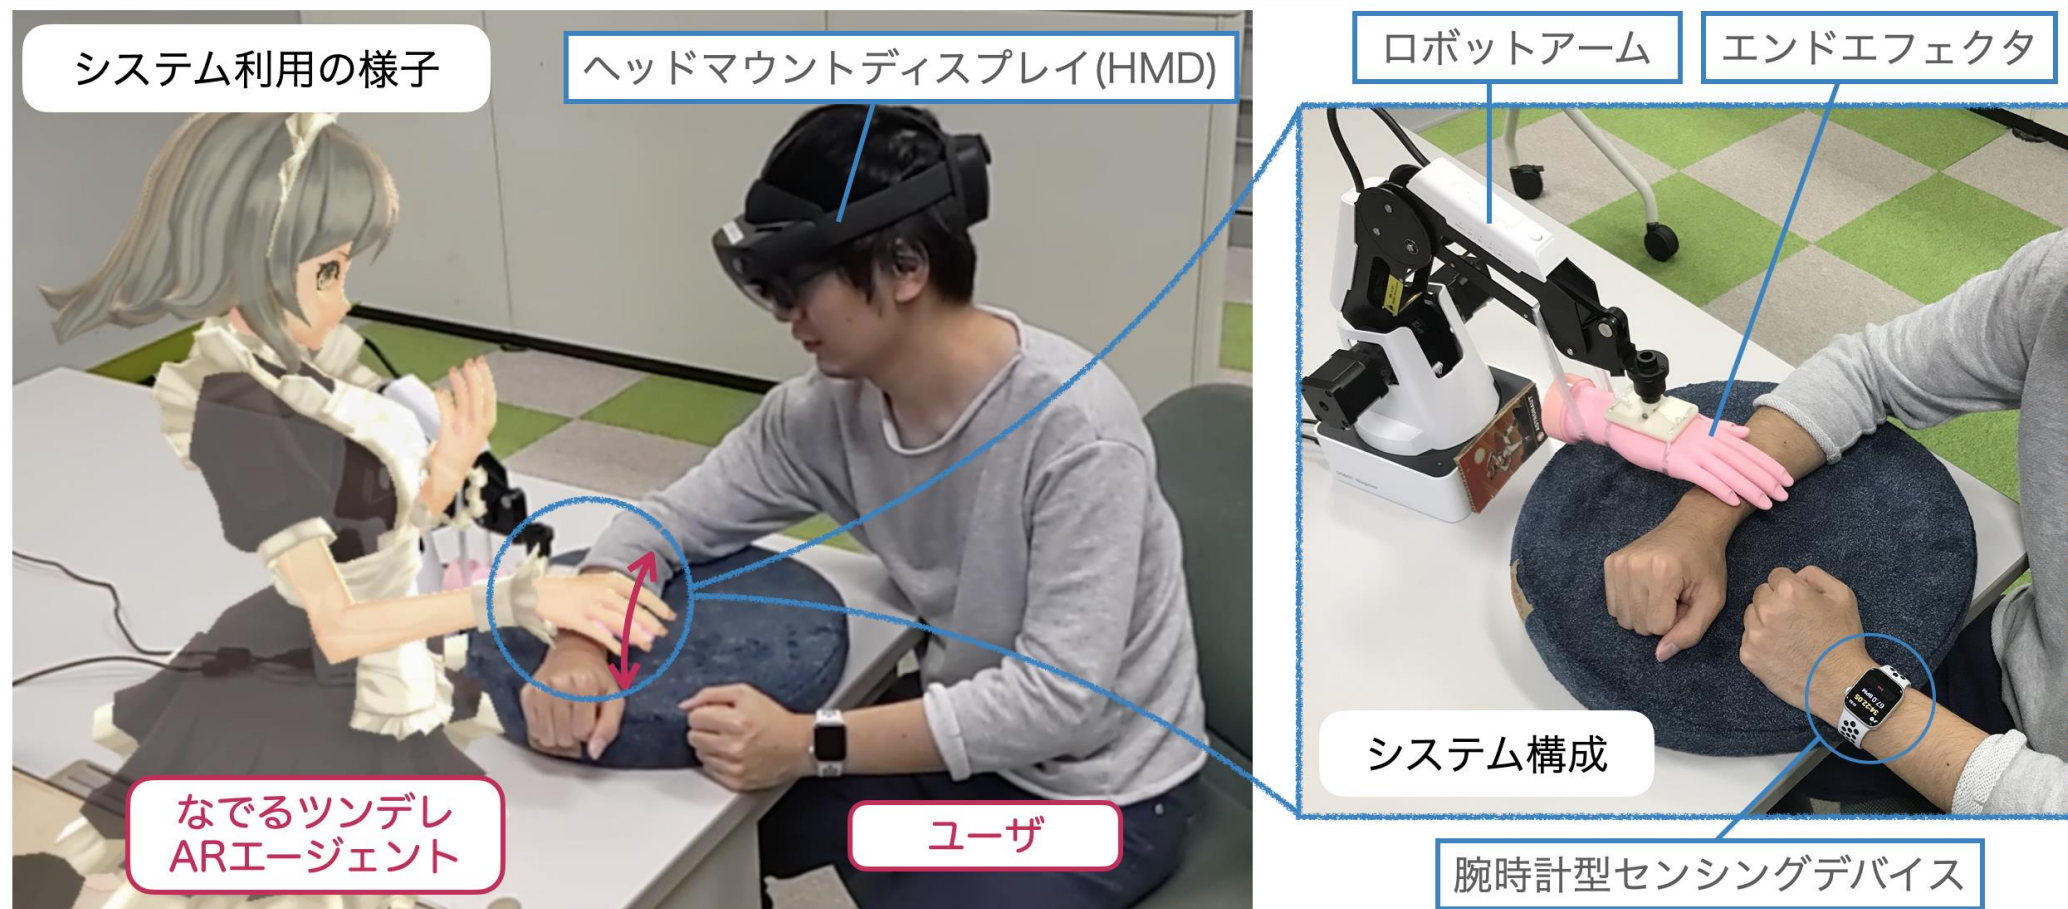 システム利用の様子
ヘッドマウントディスプレイ(HMD)
ロボットアーム
エンドエフェクタ
なでるツンデレ
ARエージェント
ユーザ
システム構成
腕時計型センシングデバイス